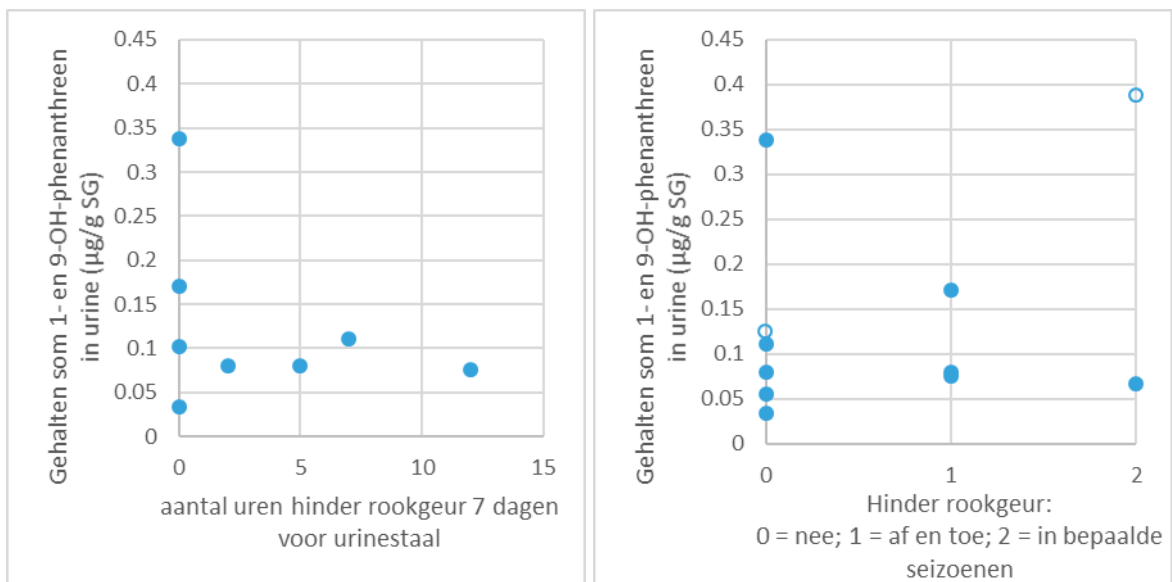 Gehalten som 1- en 9-OH-phenanthreen
in urine (µg/g SG)
0.45
0.4
0.35
0.3
0.25
0.2
0.15
0.1
0.05
0
0 5 10 15
aantal uren hinder rookgeur 7 dagen
voor urinestaal
Gehalten som 1- en 9-OH-phenanthreen
in urine (µg/g SG)
0.45
0.4
0.35
0.3
0.25
0.2
0.15
0.1
0.05
0
0 1 2
Hinder rookgeur:
0 = nee; 1 = af en toe; 2 = in bepaalde
seizoenen